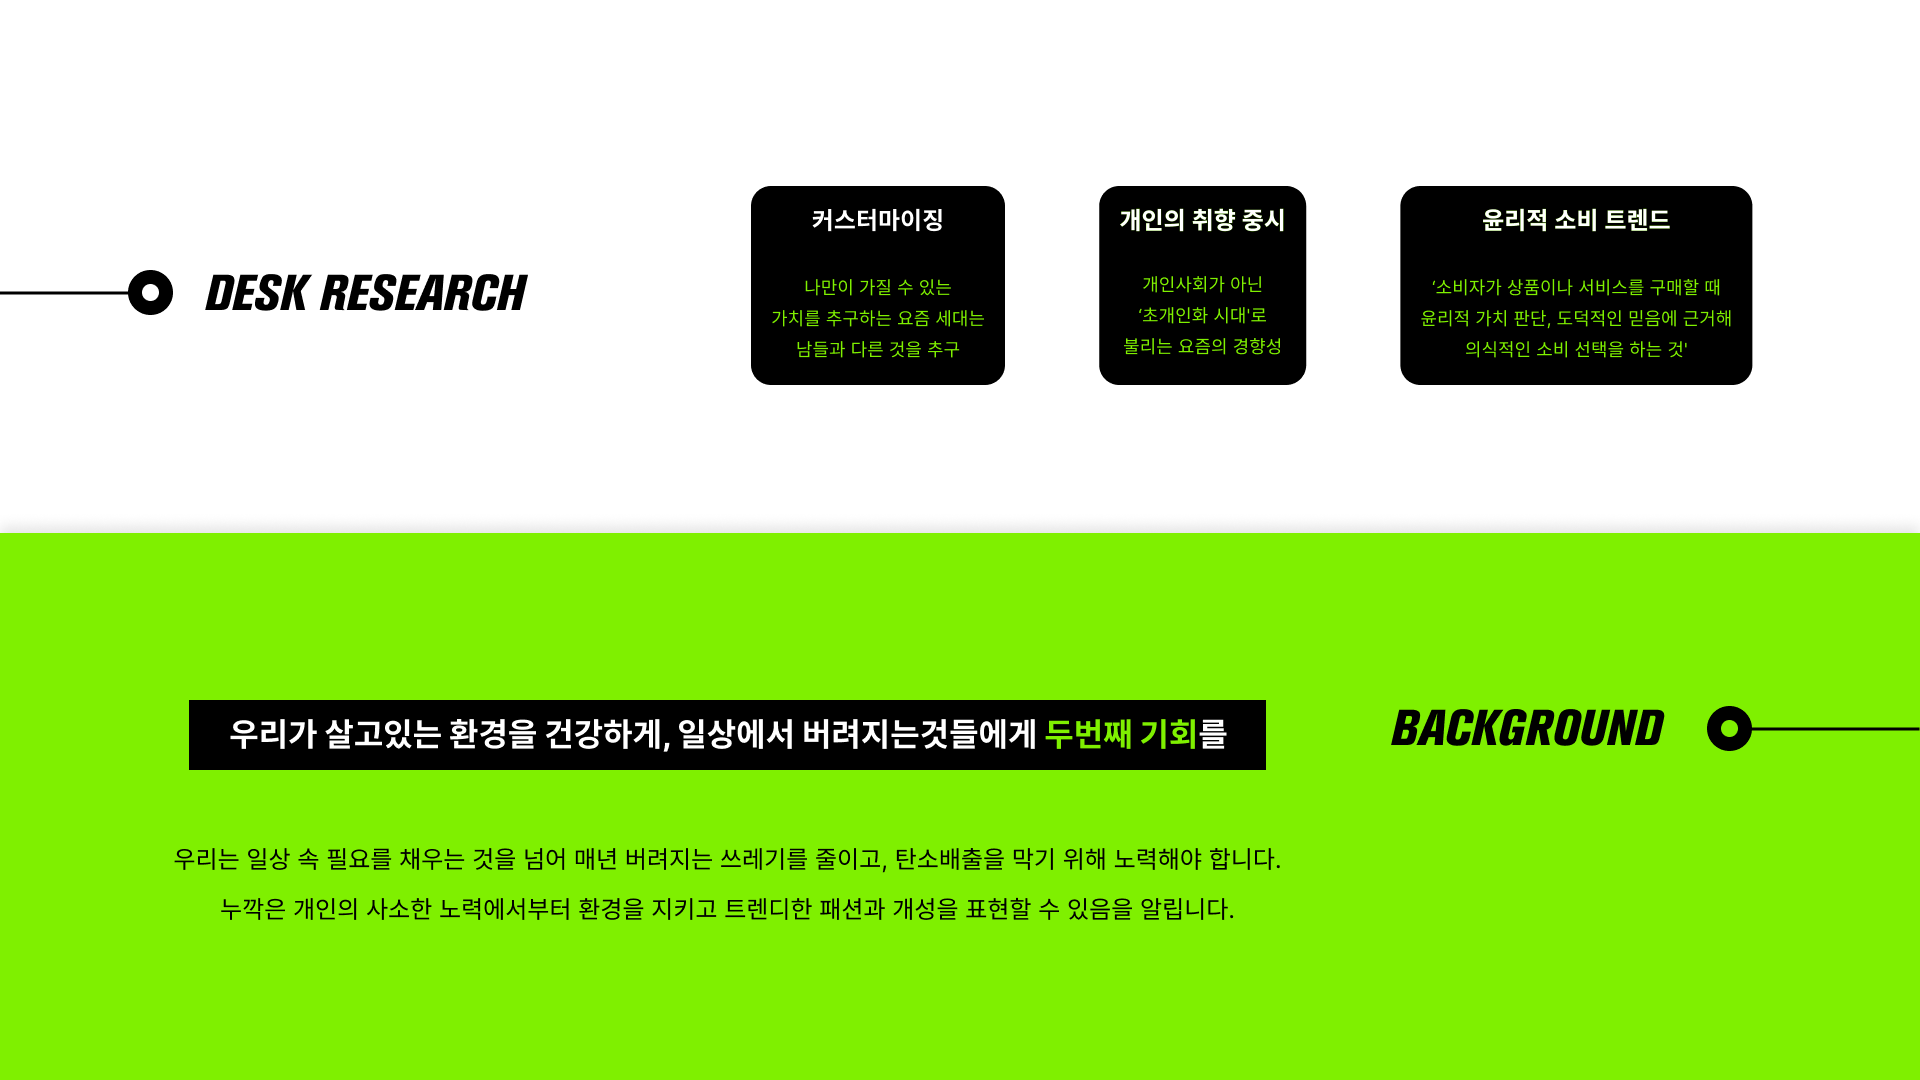 DESK RESEARCH
커스터마이징
나만이 가질 수 있는
가치를 추구하는 요즘 세대는
남들과 다른 것을 추구
개인의 취향 중시
개인사회가 아닌
‘초개인화 시대'로
불리는 요즘의 경향성
윤리적 소비 트렌드
‘소비자가 상품이나 서비스를 구매할 때
윤리적 가치 판단, 도덕적인 믿음에 근거해
의식적인 소비 선택을 하는 것'
BACKGROUND
우리가 살고있는 환경을 건강하게, 일상에서 버려지는것들에게 두번째 기회를
우리는 일상 속 필요를 채우는 것을 넘어 매년 버려지는 쓰레기를 줄이고, 탄소배출을 막기 위해 노력해야 합니다.
누깍은 개인의 사소한 노력에서부터 환경을 지키고 트렌디한 패션과 개성을 표현할 수 있음을 알립니다.